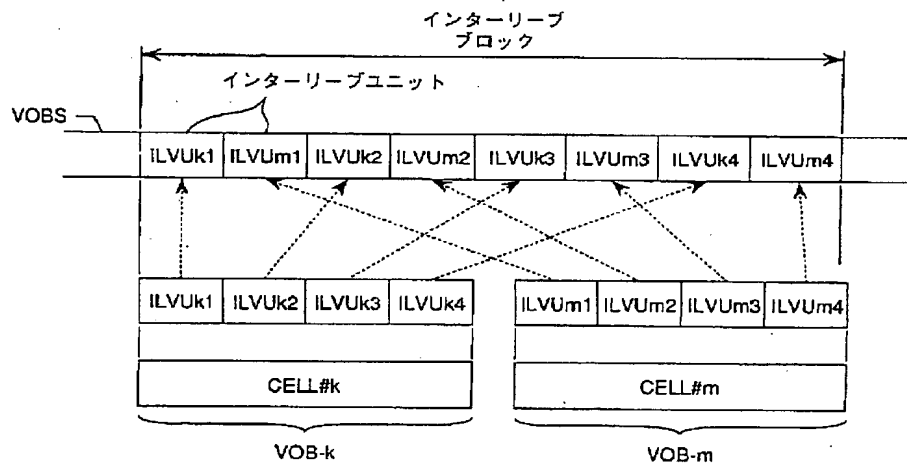 インターリーブ
ブロック
インターリーブユニット
VOBS
ILVUk1 ILVUm1 ILVUk2 ILVUm2 ILVUk3 ILVUm3 ILVUk4 ILVUm4
ILVUk1 ILVUk2 ILVUk3 ILVUk4 ILVUm1 ILVUm2 ILVUm3 ILVUm4
CELL#k CELL#m
VOB-k VOB-m